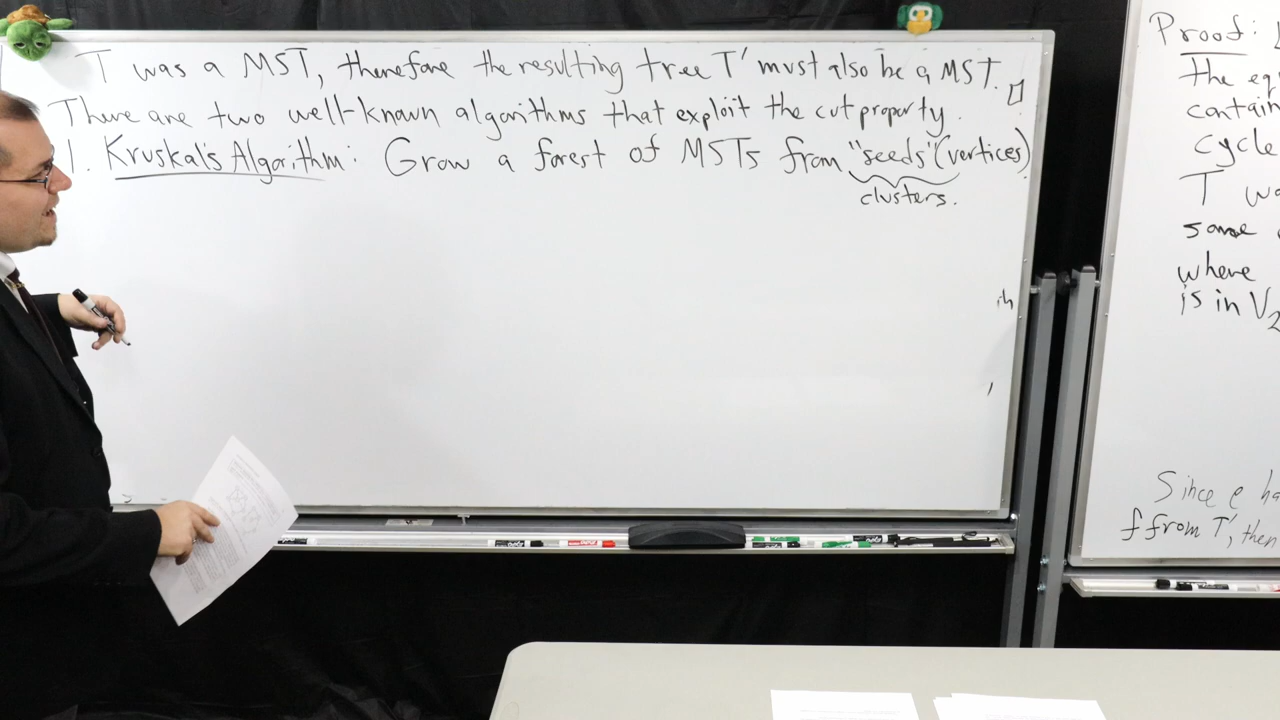 T was a MST, therefore the resulting tree T' must also be a MST. □
There are two well-known algorithms that exploit the cut property.
1. Kruskal's Algorithm: Grow a forest of MSTs from "seeds" (vertices)
clusters.
Proof:
the
contain
cycle
T
some
where
is in V₂
Since e ha
f from T', then